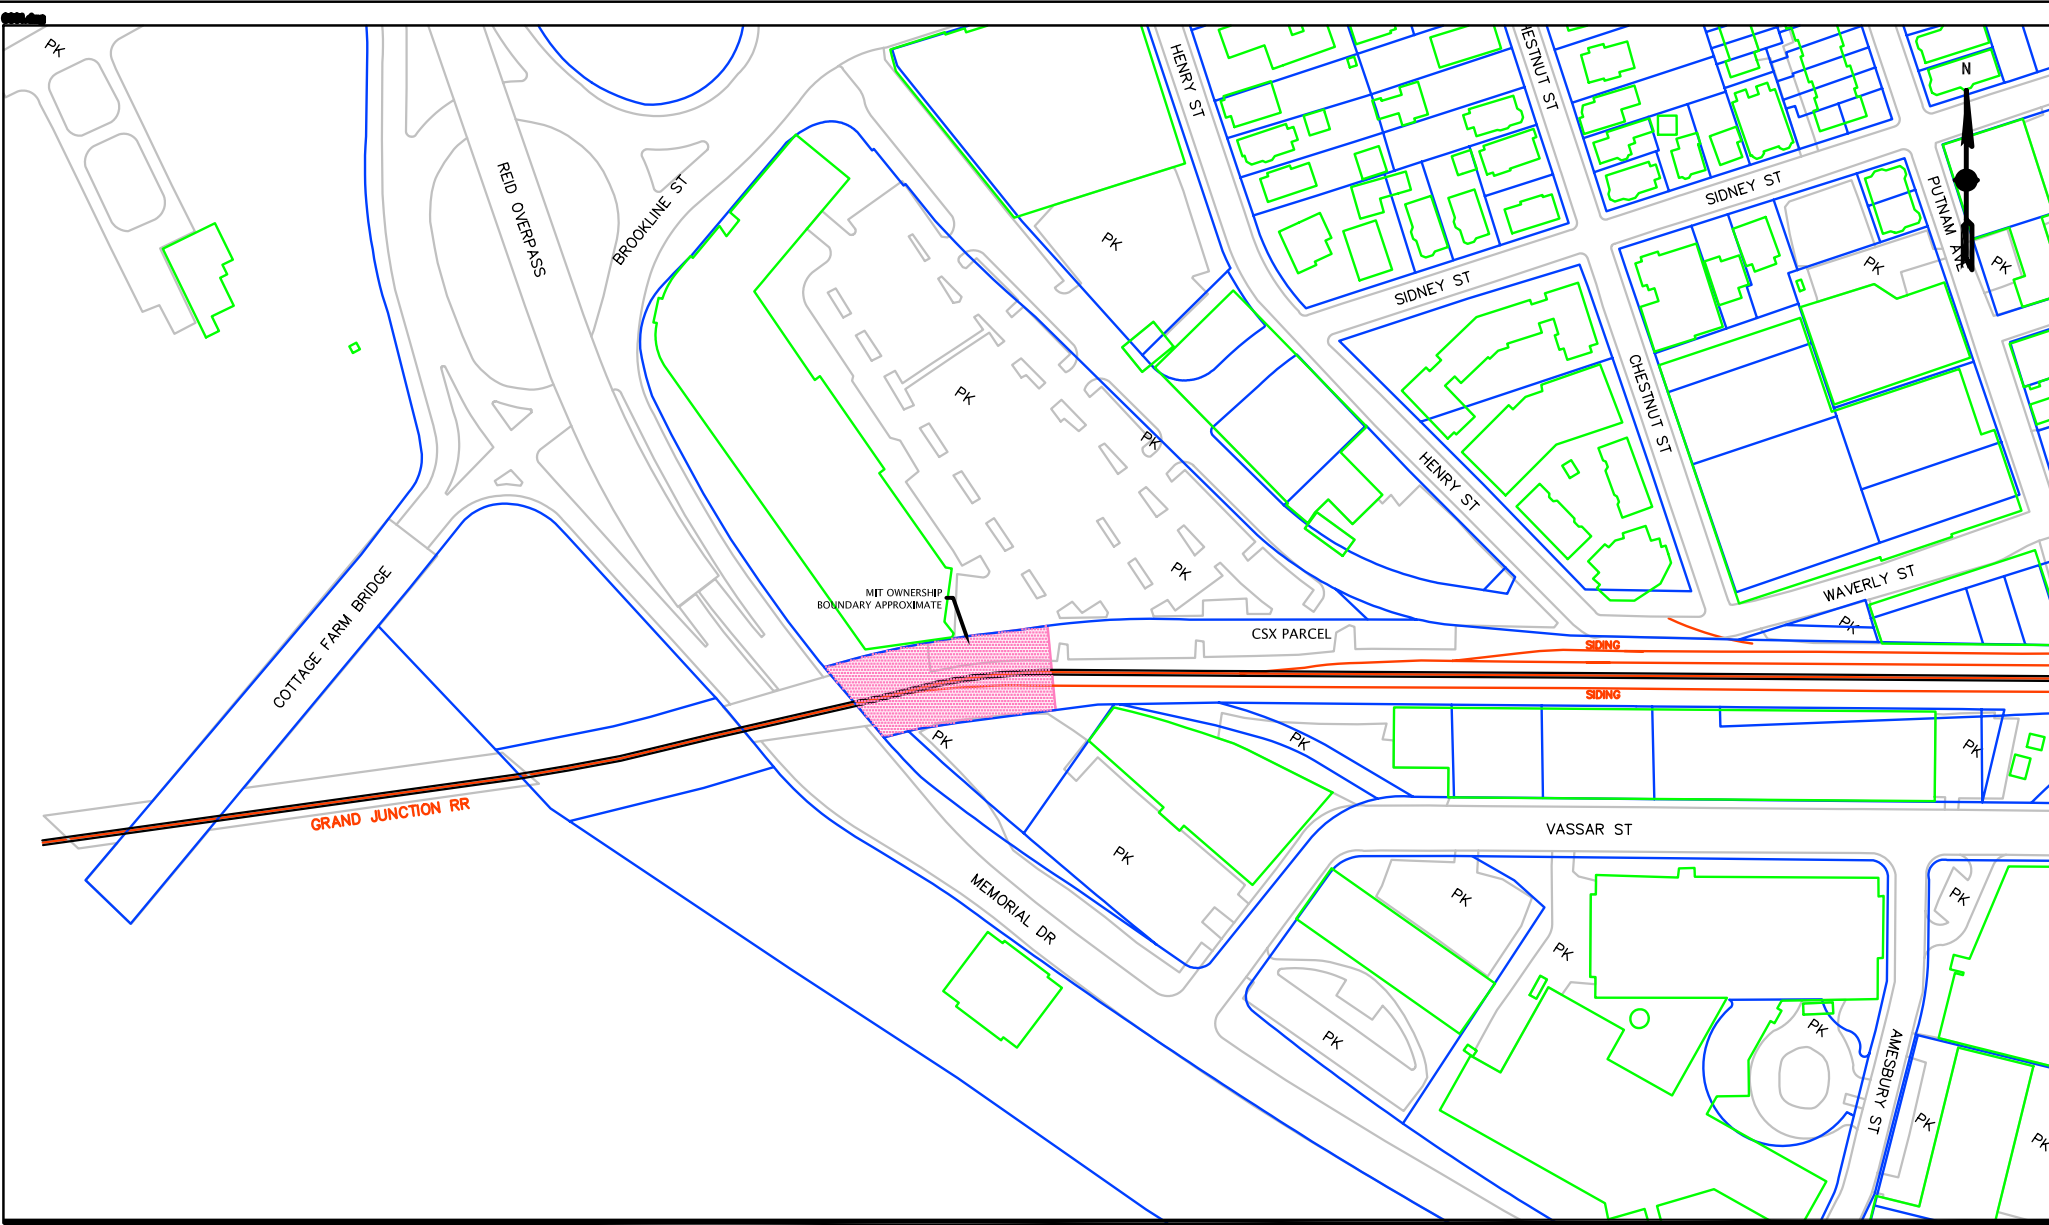 PK
HENRY ST
CHESTNUT ST
N
SIDNEY ST
PUTNAM AVE
REID OVERPASS
BROOKLINE ST
PK
PK
PK
SIDNEY ST
PK
CHESTNUT ST
PK
HENRY ST
PK
WAVERLY ST
COTTAGE FARM BRIDGE
MIT OWNERSHIP
BOUNDARY APPROXIMATE
CSX PARCEL
PK
SIDING
SIDING
PK
PK
PK
GRAND JUNCTION RR
VASSAR ST
PK
MEMORIAL DR
PK
PK
PK
PK
PK
AMESBURY ST
PK
PK